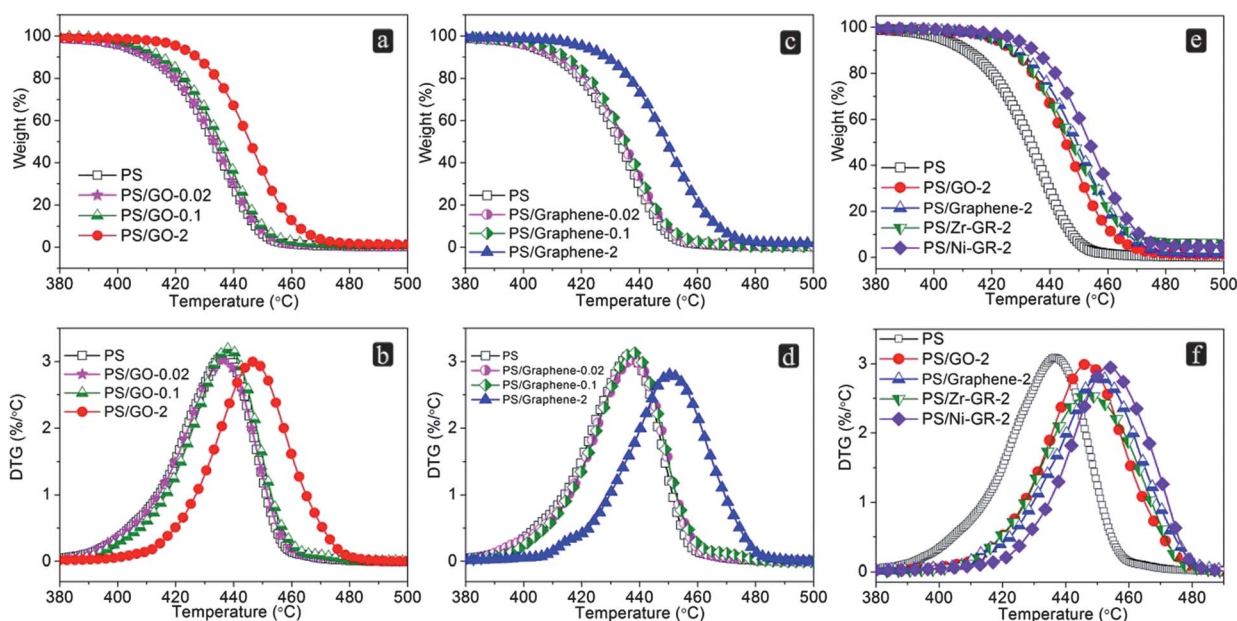 a
100
80
60
40
20
0
Weight (%)
PS
PS/GO-0.02
PS/GO-0.1
PS/GO-2
380 400 420 440 460 480 500
Temperature (°C)
c
100
80
60
40
20
0
Weight (%)
PS
PS/Graphene-0.02
PS/Graphene-0.1
PS/Graphene-2
380 400 420 440 460 480 500
Temperature (°C)
e
100
80
60
40
20
0
Weight (%)
PS
PS/GO-2
PS/Graphene-2
PS/Zr-GR-2
PS/Ni-GR-2
380 400 420 440 460 480 500
Temperature (°C)
b
3
2
1
0
DTG (%/°C)
PS
PS/GO-0.02
PS/GO-0.1
PS/GO-2
380 400 420 440 460 480 500
Temperature (°C)
d
3
2
1
0
DTG (%/°C)
PS
PS/Graphene-0.02
PS/Graphene-0.1
PS/Graphene-2
380 400 420 440 460 480 500
Temperature (°C)
f
3
2
1
0
DTG (%/°C)
PS
PS/GO-2
PS/Graphene-2
PS/Zr-GR-2
PS/Ni-GR-2
380 400 420 440 460 480
Temperature (°C)